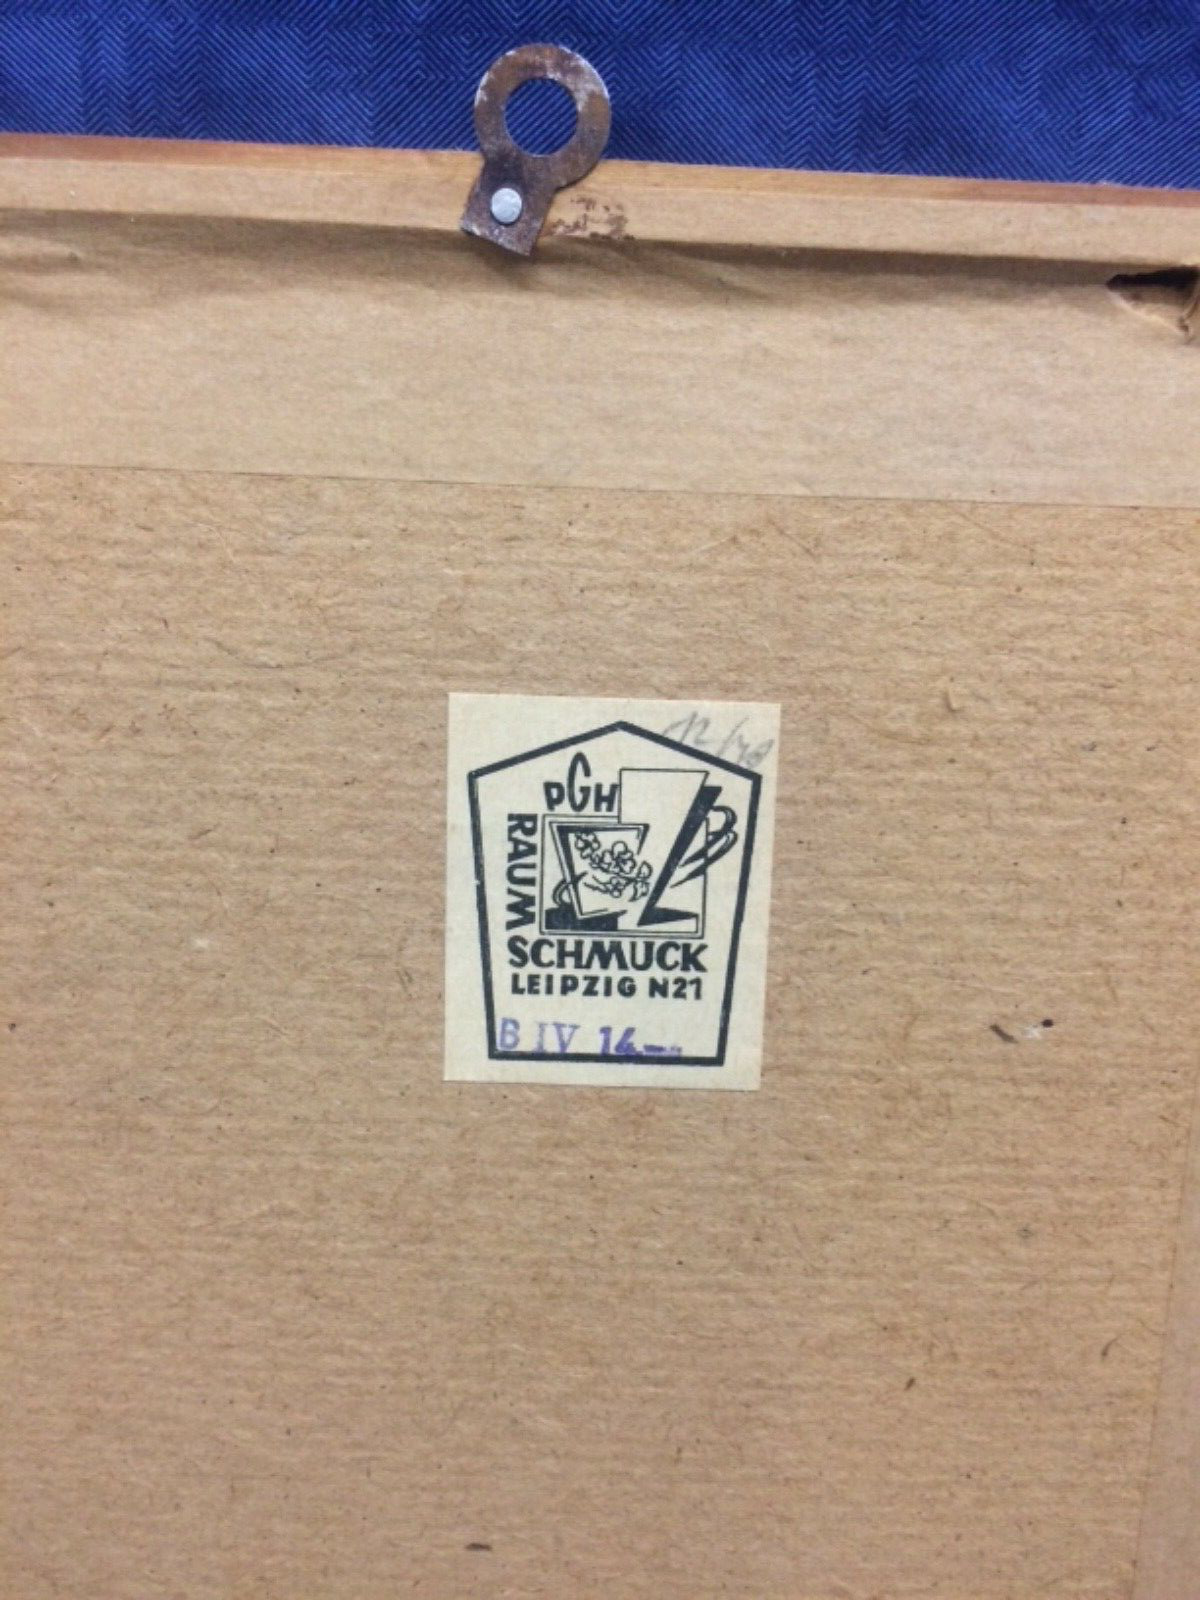 PGH
RAUM
SCHMUCK
LEIPZIG N21
B IV 14.—